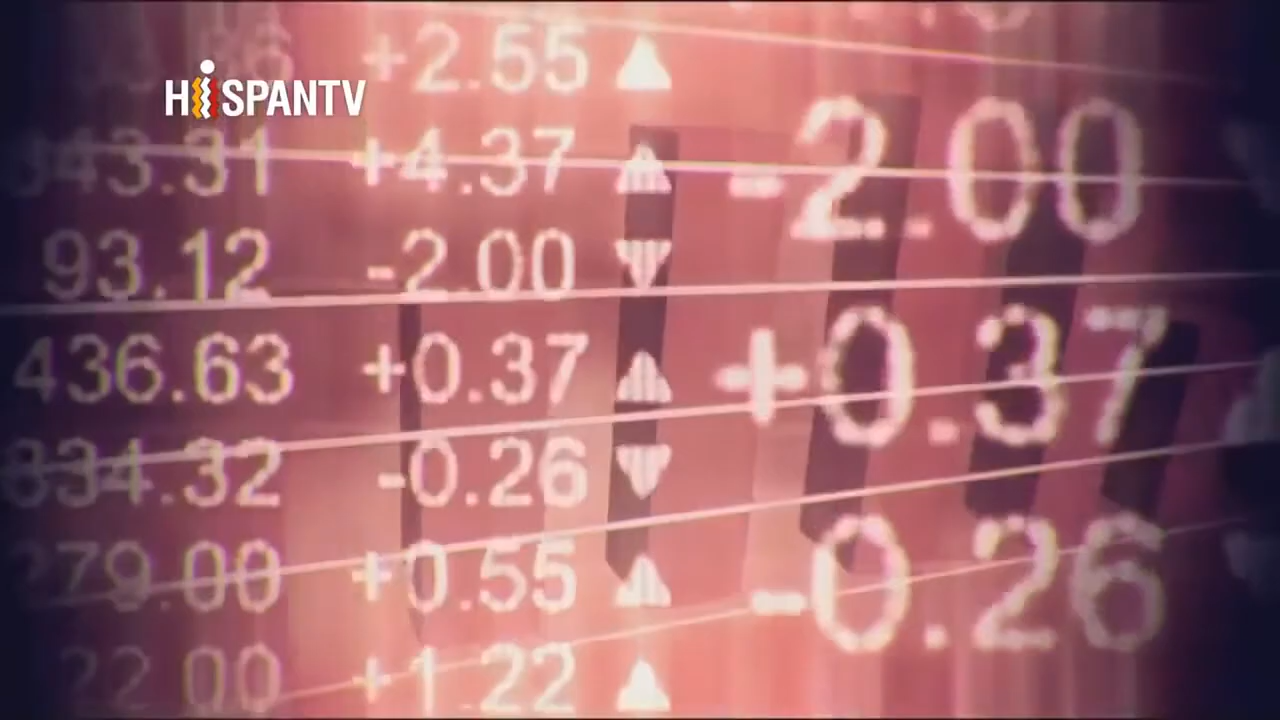 HISPANTV
+2.55 ▲
343.31 +4.37 ▲ -2.00
93.12 -2.00 ▼
436.63 +0.37 ▲ +0.37
834.32 -0.26 ▼
279.00 +0.55 ▲ -0.26
22.00 +1.22 ▲